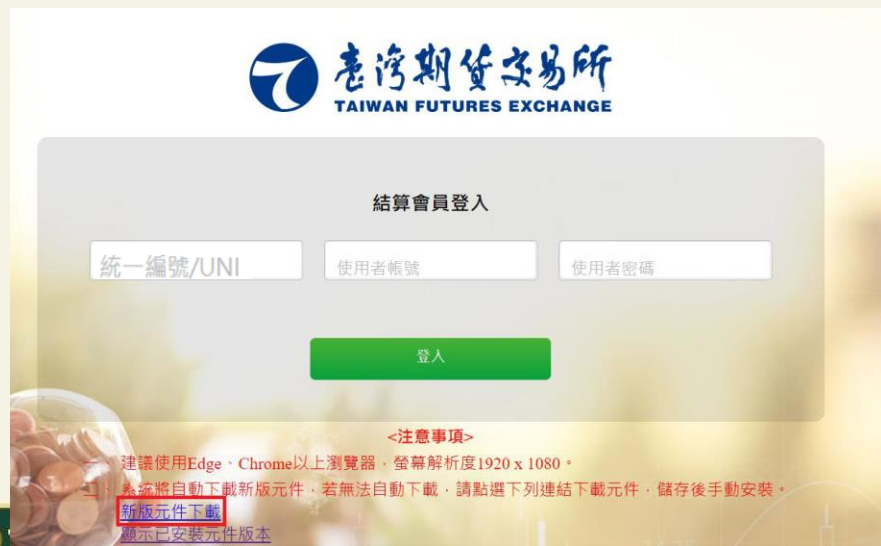 臺灣期貨交易所
TAIWAN FUTURES EXCHANGE
結算會員登入
統一編號/UNI
使用者帳號
使用者密碼
登入
<注意事項>
一、 建議使用Edge、Chrome以上瀏覽器，螢幕解析度1920 x 1080。
二、 系統將自動下載新版元件，若無法自動下載，請點選下列連結下載元件，儲存後手動安裝。
新版元件下載
顯示已安裝元件版本